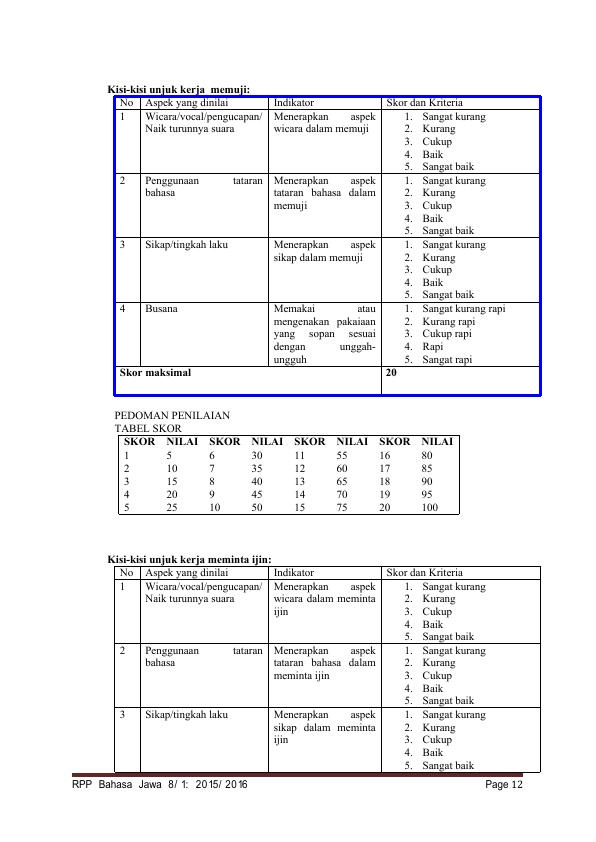 Kisi-kisi unjuk kerja  memuji:
No Aspek yang dinilai Indikator Skor dan Kriteria
1 Wicara/vocal/pengucapan/ Menerapkan aspek 1. Sangat kurang
Naik turunnya suara wicara dalam memuji 2. Kurang
3. Cukup
4. Baik
5. Sangat baik
2 Penggunaan tataran Menerapkan aspek 1. Sangat kurang
bahasa tataran bahasa dalam 2. Kurang
memuji 3. Cukup
4. Baik
5. Sangat baik
3 Sikap/tingkah laku Menerapkan aspek 1. Sangat kurang
sikap dalam memuji 2. Kurang
3. Cukup
4. Baik
5. Sangat baik
4 Busana Memakai atau 1. Sangat kurang rapi
mengenakan pakaiaan 2. Kurang rapi
yang sopan sesuai 3. Cukup rapi
dengan unggah- 4. Rapi
ungguh 5. Sangat rapi
Skor maksimal 20
PEDOMAN PENILAIAN
TABEL SKOR
SKOR NILAI SKOR NILAI SKOR NILAI SKOR NILAI
1 5 6 30 11 55 16 80
2 10 7 35 12 60 17 85
3 15 8 40 13 65 18 90
4 20 9 45 14 70 19 95
5 25 10 50 15 75 20 100
Kisi-kisi unjuk kerja meminta ijin:
No Aspek yang dinilai Indikator Skor dan Kriteria
1 Wicara/vocal/pengucapan/ Menerapkan aspek 1. Sangat kurang
Naik turunnya suara wicara dalam meminta 2. Kurang
ijin 3. Cukup
4. Baik
5. Sangat baik
2 Penggunaan tataran Menerapkan aspek 1. Sangat kurang
bahasa tataran bahasa dalam 2. Kurang
meminta ijin 3. Cukup
4. Baik
5. Sangat baik
3 Sikap/tingkah laku Menerapkan aspek 1. Sangat kurang
sikap dalam meminta 2. Kurang
ijin 3. Cukup
4. Baik
5. Sangat baik
RPP Bahasa Jawa 8/ 1: 2015/ 2016 Page 12